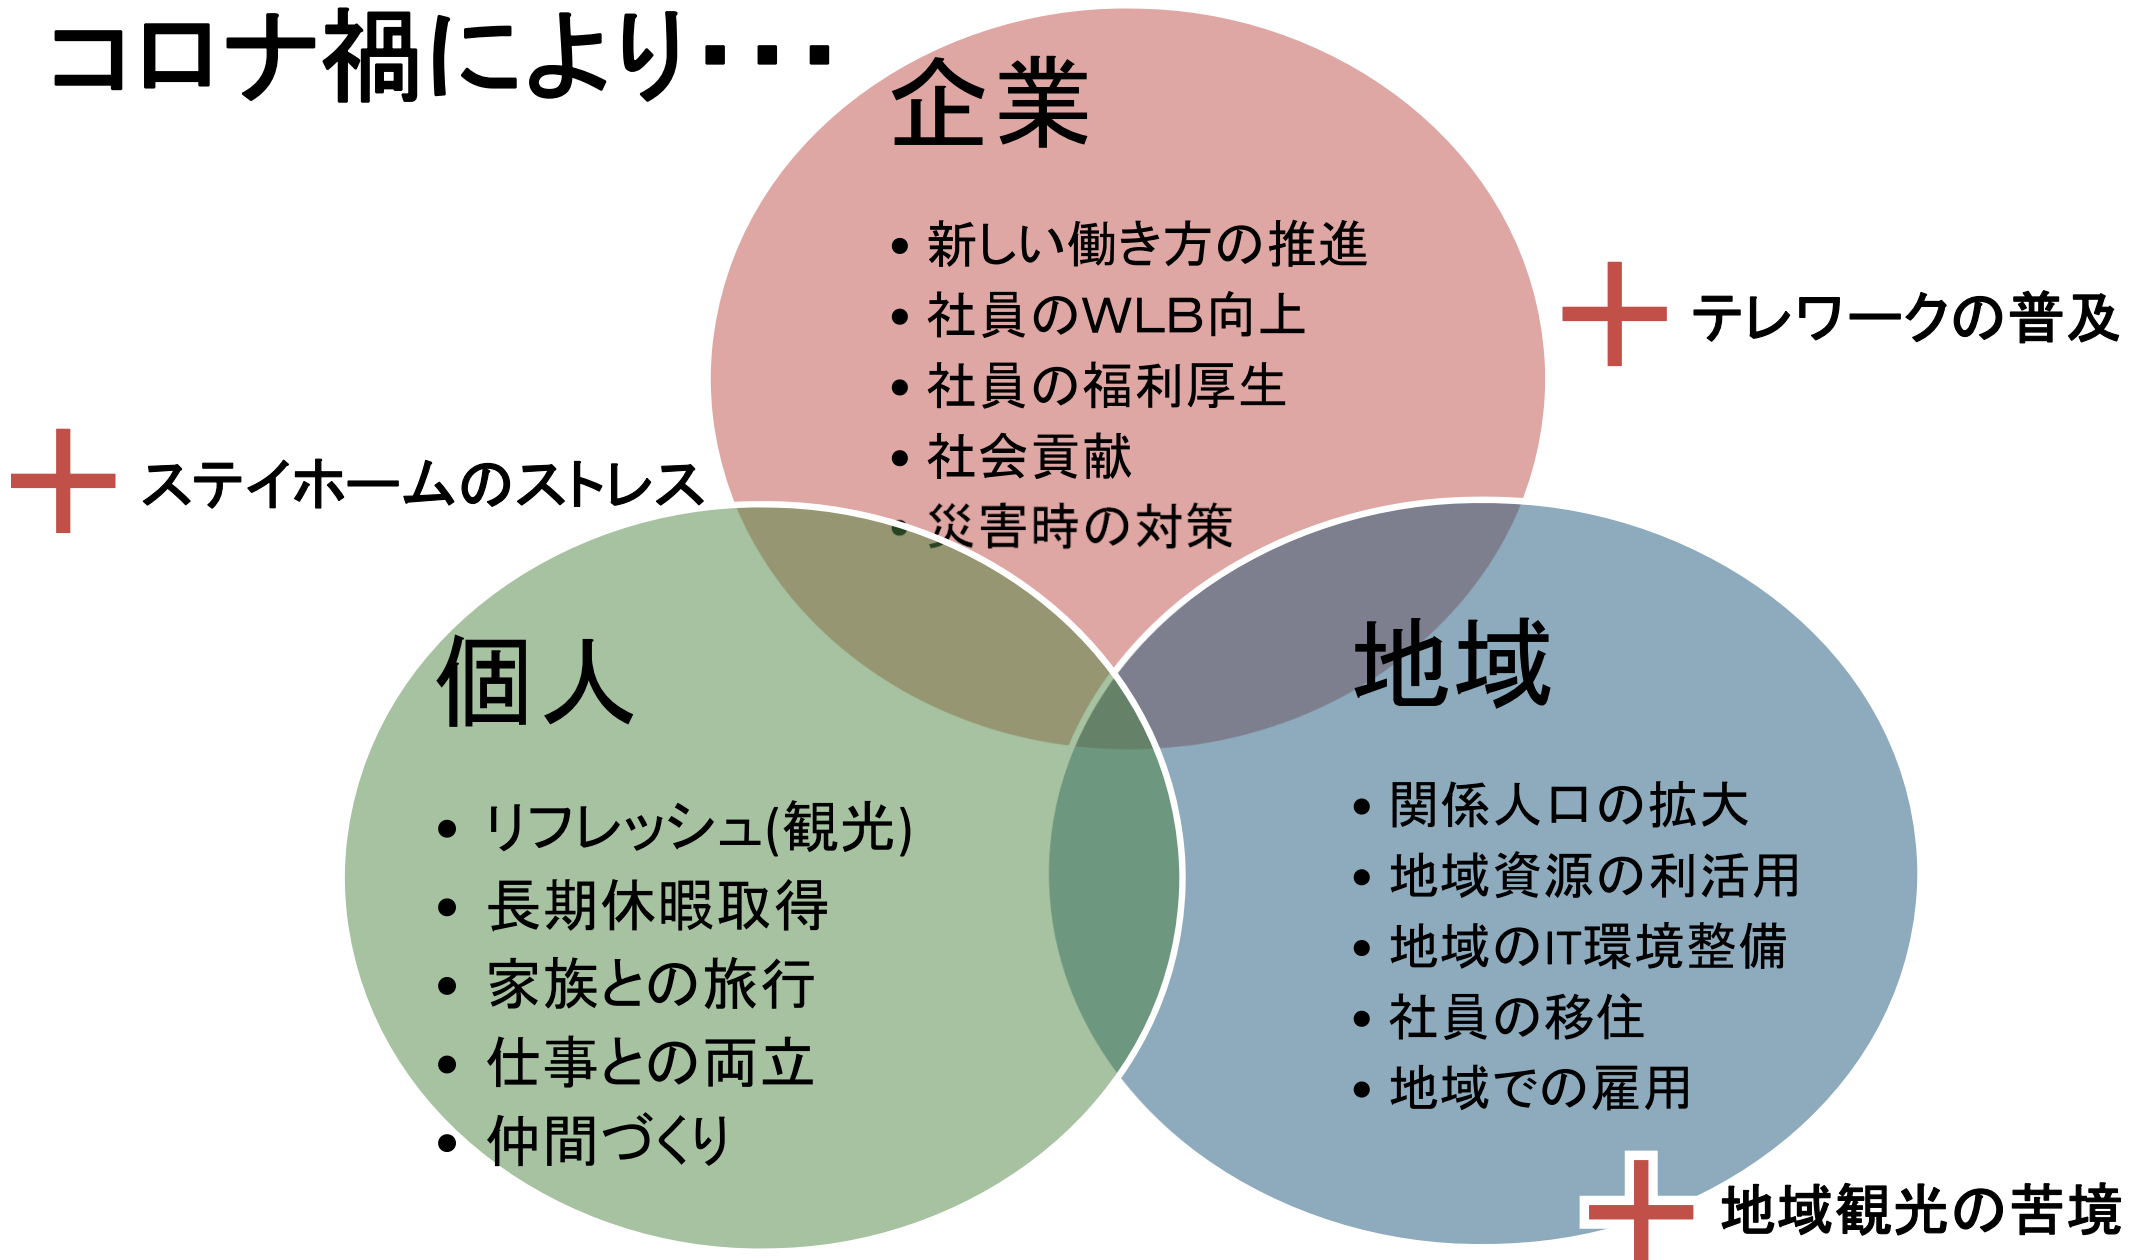 コロナ禍により・・・
企業
• 新しい働き方の推進
• 社員のWLB向上
• 社員の福利厚生
• 社会貢献
• 災害時の対策
テレワークの普及
ステイホームのストレス
個人
• リフレッシュ(観光)
• 長期休暇取得
• 家族との旅行
• 仕事との両立
• 仲間づくり
地域
• 関係人口の拡大
• 地域資源の利活用
• 地域のIT環境整備
• 社員の移住
• 地域での雇用
地域観光の苦境